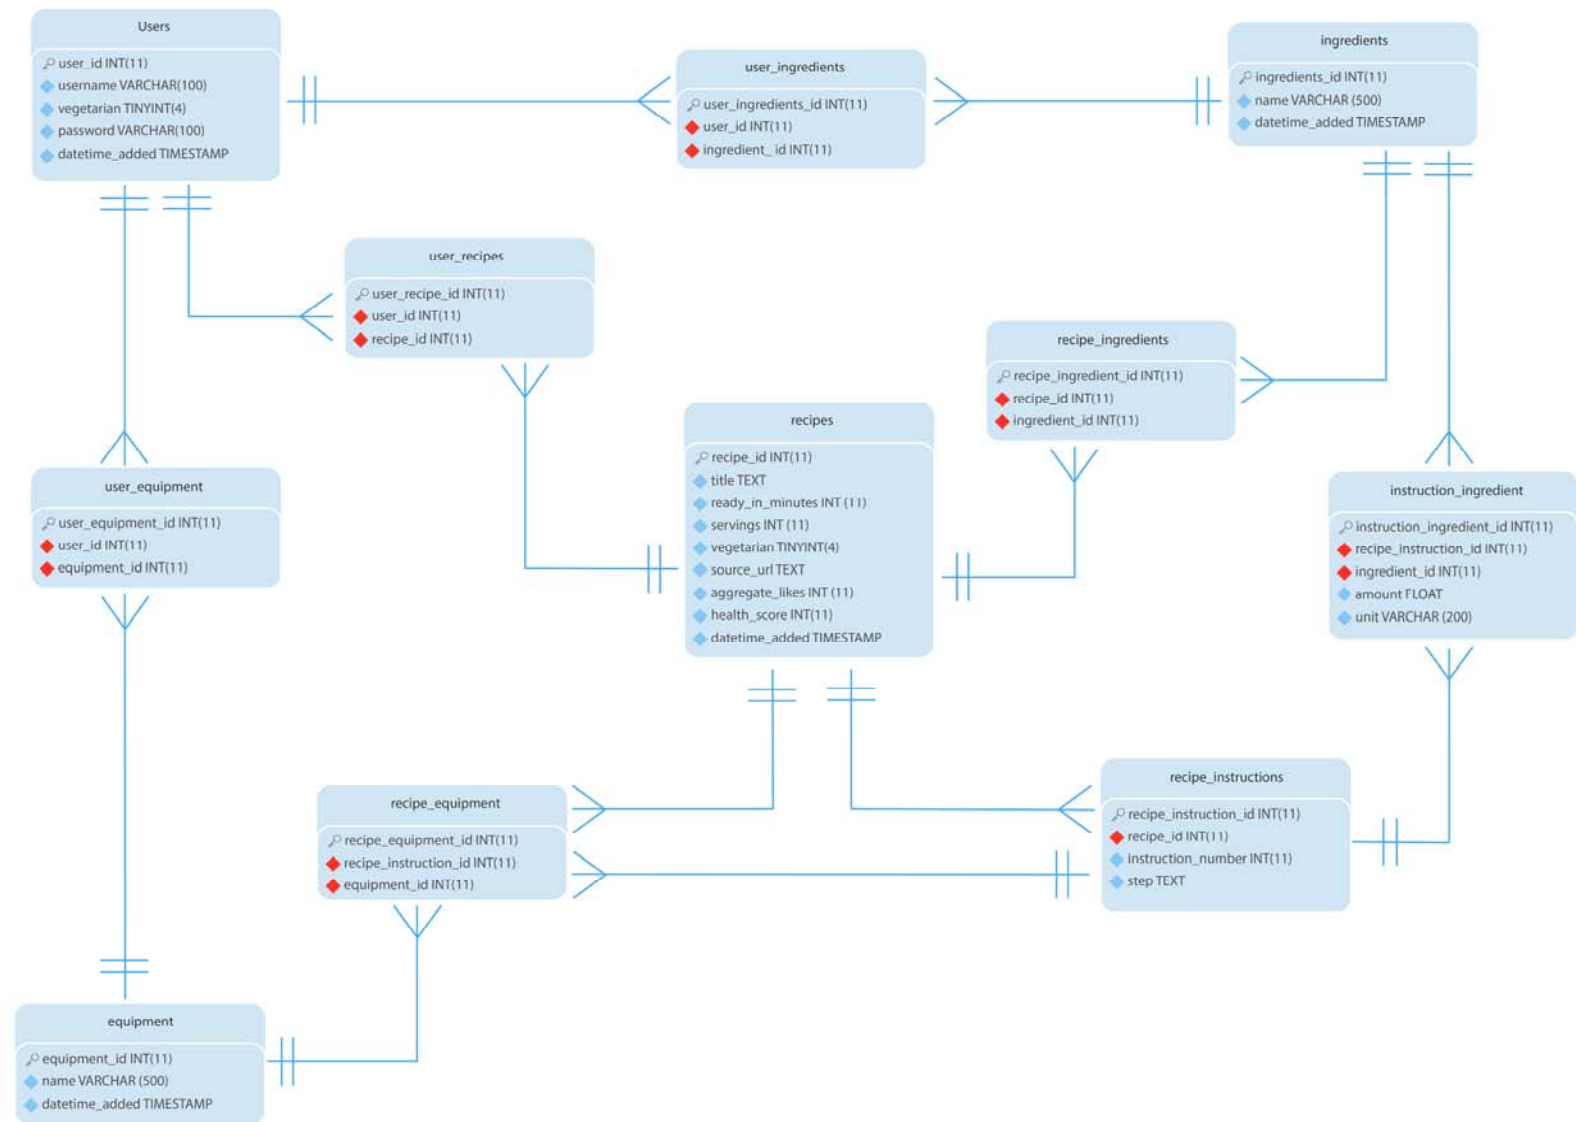 Users
user_id INT(11)
username VARCHAR(100)
vegetarian TINYINT(4)
password VARCHAR(100)
datetime_added TIMESTAMP
user_ingredients
user_ingredients_id INT(11)
user_id INT(11)
ingredient_ id INT(11)
ingredients
ingredients_id INT(11)
name VARCHAR (500)
datetime_added TIMESTAMP
user_recipes
user_recipe_id INT(11)
user_id INT(11)
recipe_id INT(11)
recipe_ingredients
recipe_ingredient_id INT(11)
recipe_id INT(11)
ingredient_id INT(11)
recipes
recipe_id INT(11)
title TEXT
ready_in_minutes INT (11)
servings INT (11)
vegetarian TINYINT(4)
source_url TEXT
aggregate_likes INT (11)
health_score INT(11)
datetime_added TIMESTAMP
user_equipment
user_equipment_id INT(11)
user_id INT(11)
equipment_id INT(11)
instruction_ingredient
instruction_ingredient_id INT(11)
recipe_instruction_id INT(11)
ingredient_id INT(11)
amount FLOAT
unit VARCHAR (200)
recipe_equipment
recipe_equipment_id INT(11)
recipe_instruction_id INT(11)
equipment_id INT(11)
recipe_instructions
recipe_instruction_id INT(11)
recipe_id INT(11)
instruction_number INT(11)
step TEXT
equipment
equipment_id INT(11)
name VARCHAR (500)
datetime_added TIMESTAMP